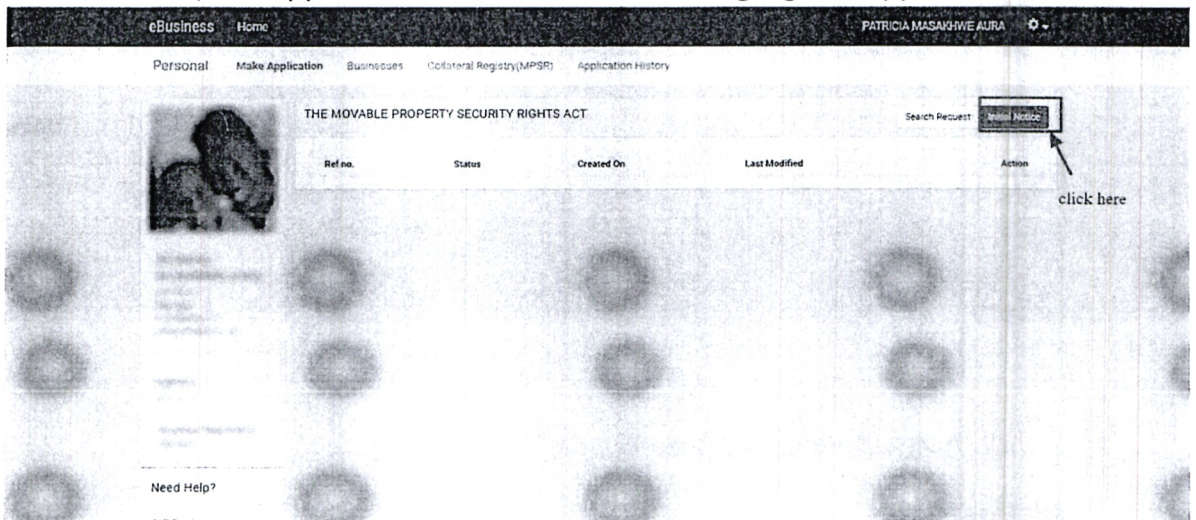 eBusiness Home PATRICIA MASAKHWE AURA
Personal Make Application Businesses Collateral Registry(MPSR) Application History
THE MOVABLE PROPERTY SECURITY RIGHTS ACT Search Request Initial Notice
Ref no. Status Created On Last Modified Action
click here
Need Help?